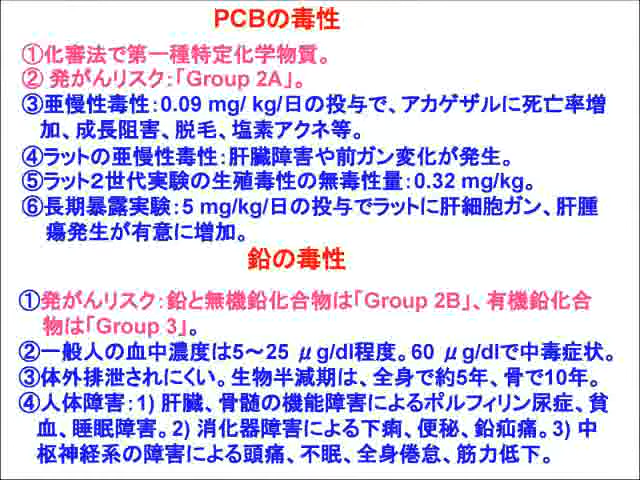 PCBの毒性
①化審法で第一種特定化学物質。
② 発がんリスク:｢Group 2A｣。
③亜慢性毒性:0.09 mg/ kg/日の投与で、アカゲザルに死亡率増
加、成長阻害、脱毛、塩素アクネ等。
④ラットの亜慢性毒性:肝臓障害や前ガン変化が発生。
⑤ラット2世代実験の生殖毒性の無毒性量:0.32 mg/kg。
⑥長期暴露実験:5 mg/kg/日の投与でラットに肝細胞ガン、肝腫
瘍発生が有意に増加。
鉛の毒性
①発がんリスク:鉛と無機鉛化合物は｢Group 2B｣、有機鉛化合
物は｢Group 3｣。
②一般人の血中濃度は5～25 μg/dl程度。60 μg/dlで中毒症状。
③体外排泄されにくい。生物半減期は、全身で約5年、骨で10年。
④人体障害:1) 肝臓、骨髄の機能障害によるポルフィリン尿症、貧
血、睡眠障害。2) 消化器障害による下痢、便秘、鉛疝痛。3) 中
枢神経系の障害による頭痛、不眠、全身倦怠、筋力低下。